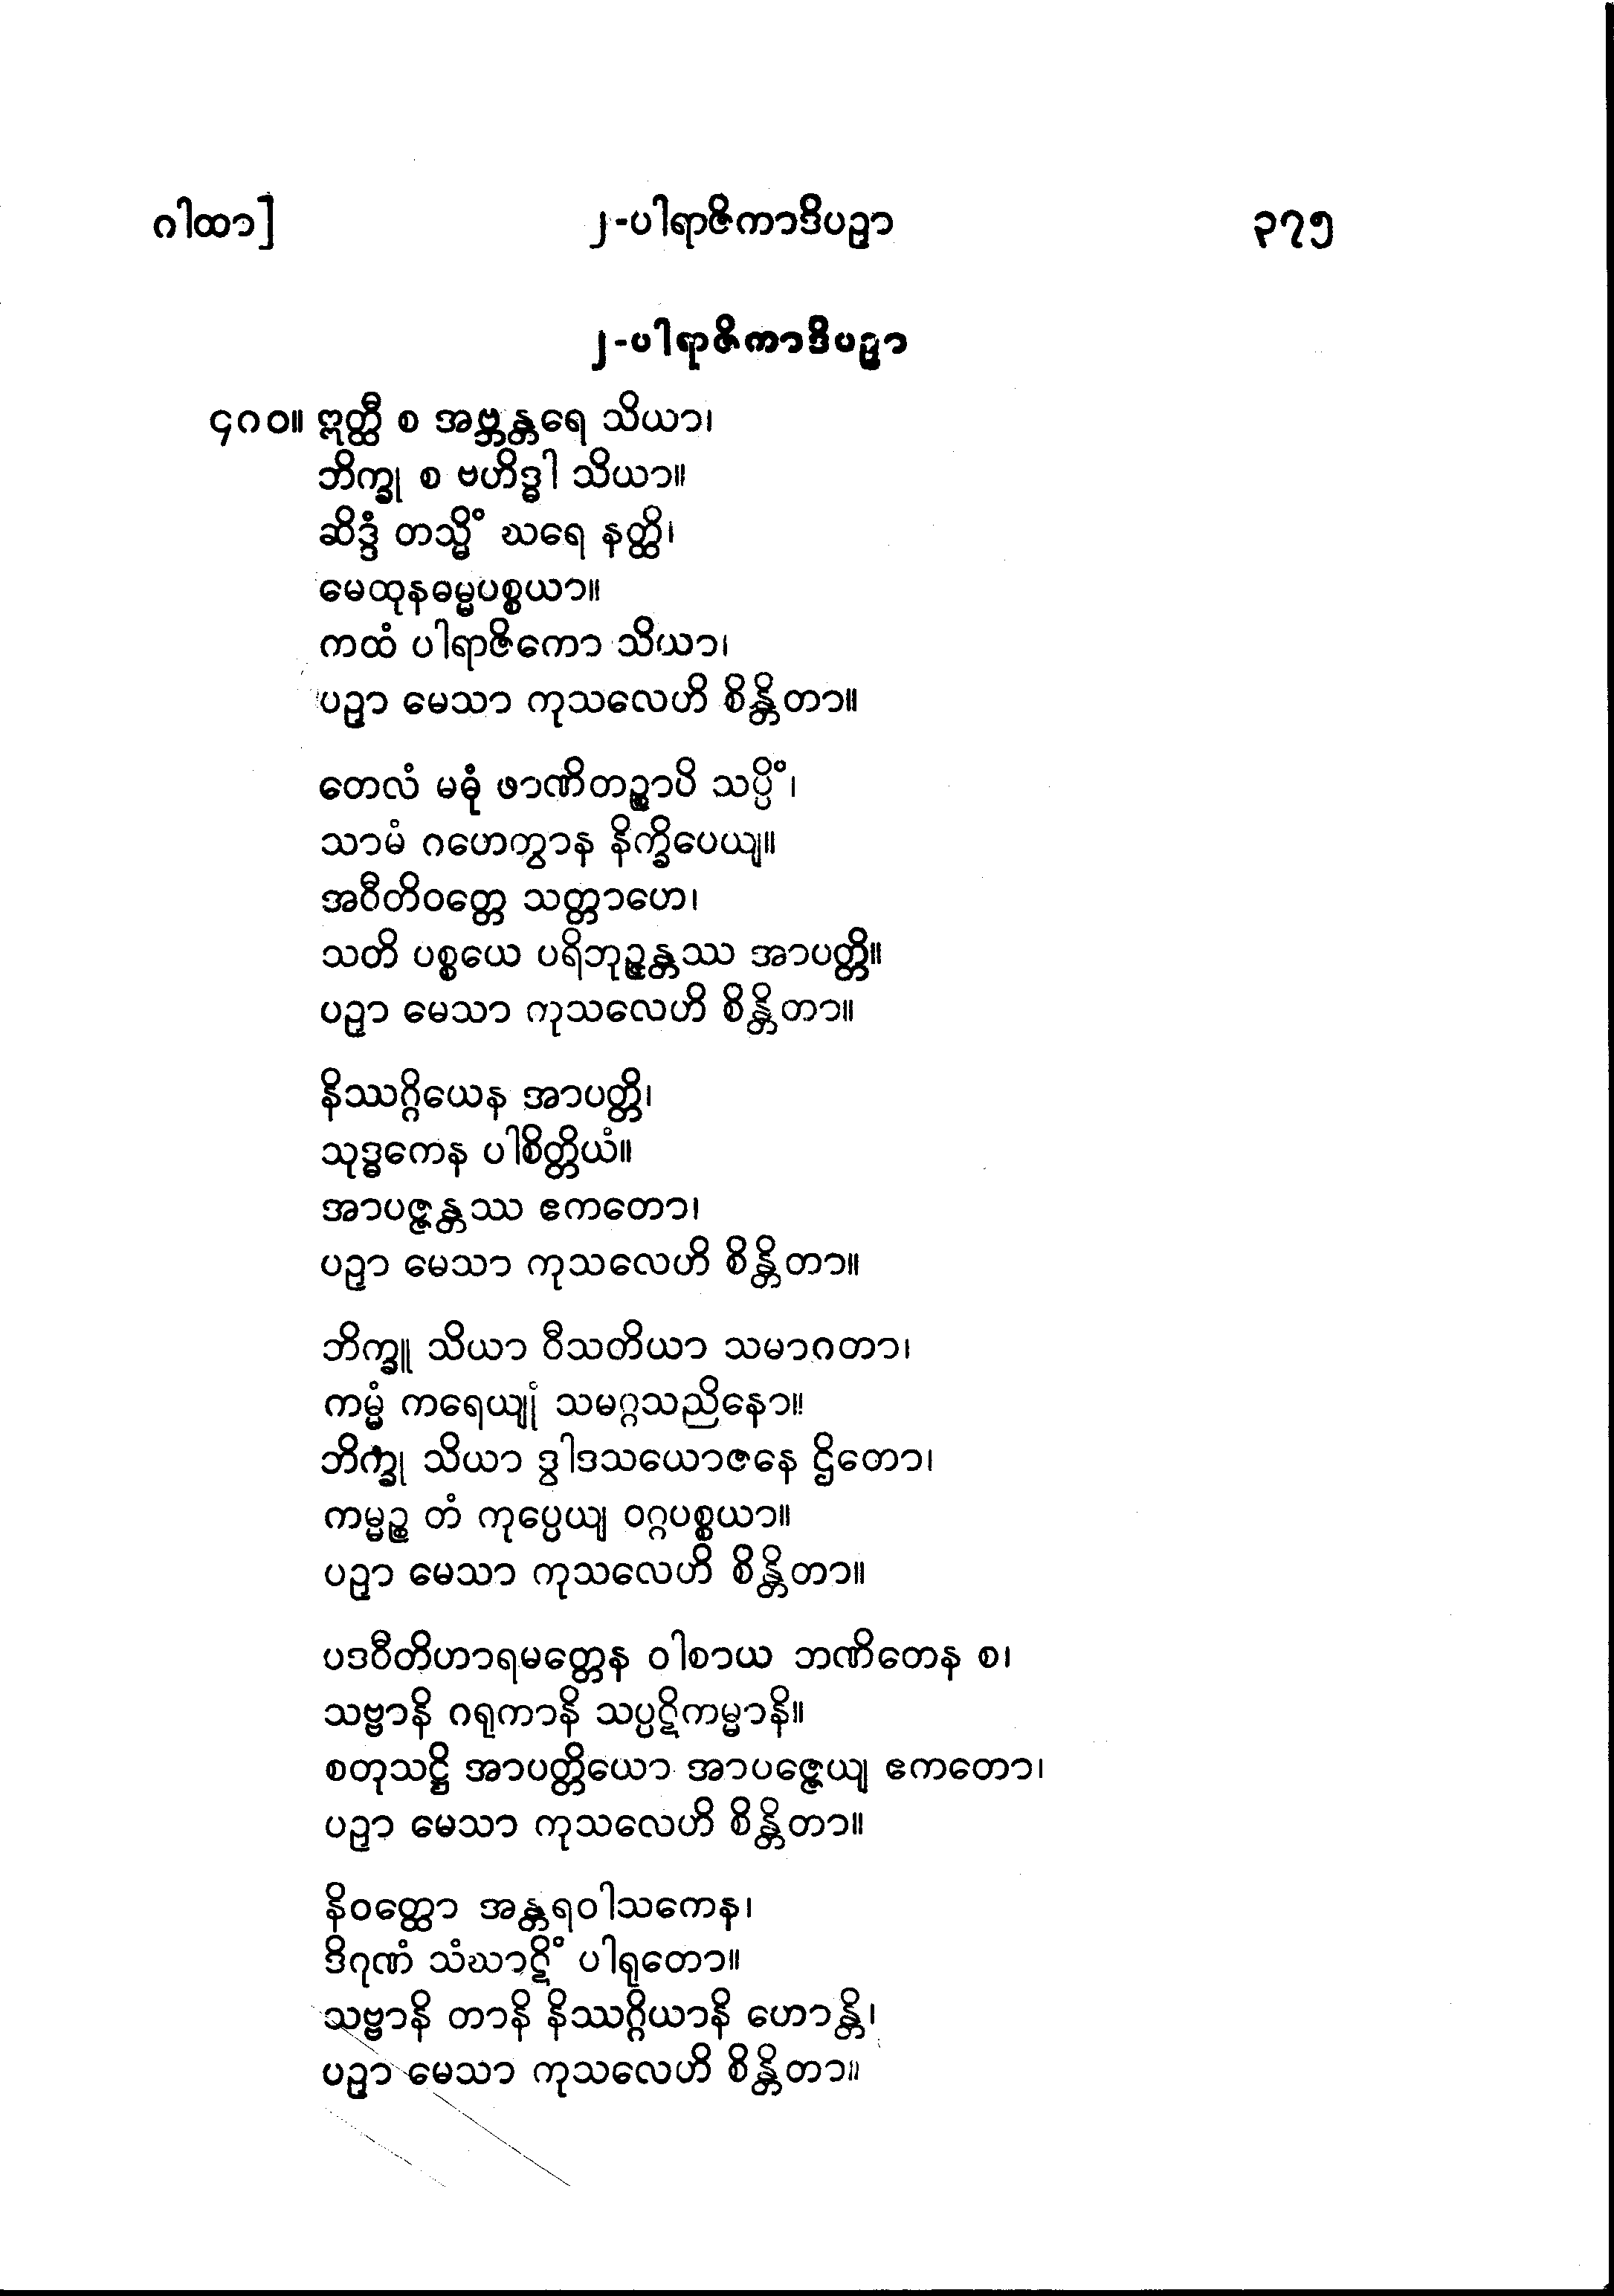 ဂါထာ] ၂-ပါရာဇိကာဒိပဉှာ ၃၇၅
၂-ပါရာဇိကာဒိပဉှာ
၄၈၀။ ဣတ္ထီ စ အဗ္ဘန္တရေ သိယာ၊
ဘိက္ခု စ ဗဟိဒ္ဓါ သိယာ။
ဆိဒ္ဒံ တသ္မိံ ဃရေ နတ္ထိ၊
မေထုနဓမ္မပစ္စယာ။
ကထံ ပါရာဇိကော သိယာ၊
ပဉှာ မေသာ ကုသလေဟိ စိန္တိတာ။
တေလံ မဓုံ ဖာဏိတဉ္စာပိ သပ္ပိံ၊
သာမံ ဂဟေတွာန နိက္ခိပေယျ။
အဝီတိဝတ္တေ သတ္တာဟေ၊
သတိ ပစ္စယေ ပရိဘုဉ္ဇန္တဿ အာပတ္တိ။
ပဉှာ မေသာ ကုသလေဟိ စိန္တိတာ။
နိဿဂ္ဂိယေန အာပတ္တိ၊
သုဒ္ဓကေန ပါစိတ္တိယံ။
အာပဇ္ဇန္တဿ ဧကတော၊
ပဉှာ မေသာ ကုသလေဟိ စိန္တိတာ။
ဘိက္ခူ သိယာ ဝီသတိယာ သမာဂတာ၊
ကမ္မံ ကရေယျုံ သမဂ္ဂသညိနော။
ဘိက္ခု သိယာ ဒွါဒသယောဇနေ ဌိတော၊
ကမ္မဉ္စ တံ ကုပ္ပေယျ ဝဂ္ဂပစ္စယာ။
ပဉှာ မေသာ ကုသလေဟိ စိန္တိတာ။
ပဒဝီတိဟာရမတ္တေန ဝါစာယ ဘဏိတေန စ၊
သဗ္ဗာနိ ဂရုကာနိ သပ္ပဋိကမ္မာနိ။
စတုသဋ္ဌိ အာပတ္တိယော အာပဇ္ဇေယျ ဧကတော၊
ပဉှာ မေသာ ကုသလေဟိ စိန္တိတာ။
နိဝတ္ထော အန္တရဝါသကေန၊
ဒိဂုဏံ သံဃာဋိံ ပါရုတော။
သဗ္ဗာနိ တာနိ နိဿဂ္ဂိယာနိ ဟောန္တိ၊
ပဉှာ မေသာ ကုသလေဟိ စိန္တိတာ။